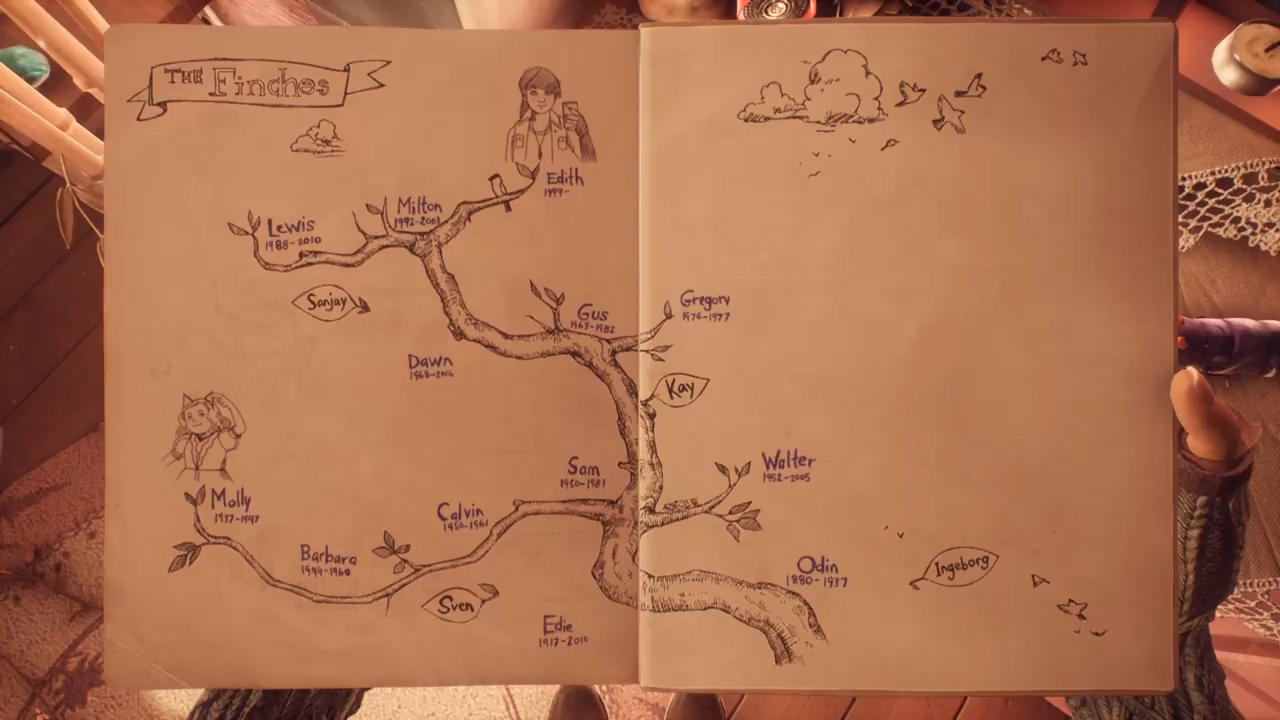 THE Finches
Edith
1999-
Milton
1992-2003
Lewis
1988-2010
Sanjay
Gus
1969-1982
Gregory
1976-1977
Dawn
1968-2016
Kay
Sam
1950-1983
Walter
1952-2005
Molly
1937-1947
Calvin
1950-1961
Barbara
1944-1960
Sven
Odin
1880-1937
Ingeborg
Edie
1917-2010